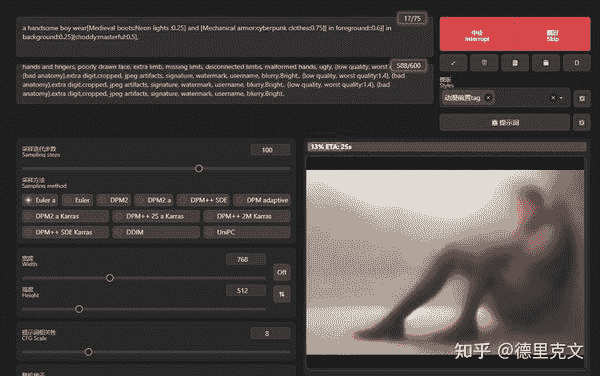 17/75
a handsome boy wear[Medieval boots:Neon lights :0.25] and [Mechanical armor:cyberpunk clothes:0.75][ in foreground::0.6][ in
background:0.25][shoddy:masterful:0.5],
中断
Interrupt
跳过
Skip
588/600
hands and fingers, poorly drawn face, extra limb, missing limbs, disconnected limbs, malformed hands, ugly, (low quality, worst
(bad anatomy),extra digit,cropped, jpeg artifacts, signature, watermark, username, blurry.Bright, (low quality, worst quality:1.4), (bad
anatomy),extra digit,cropped, jpeg artifacts, signature, watermark, username, blurry.Bright, (low quality, worst quality:1.4), (bad
anatomy),extra digit,cropped, jpeg artifacts, signature, watermark, username, blurry.Bright,
模版
Styles
提示词
采样迭代步数
Sampling steps
100
采样方法
Sampling method
Euler a
Euler
DPM2
DPM2 a
DPM++ SDE
DPM adaptive
DPM2 a Karras
DPM++ 2S a Karras
DPM++ 2M Karras
DPM++ SDE Karras
DDIM
UniPC
宽度
Width
768
Off
高度
Height
512
提示词相关性
CFG Scale
8
13% ETA: 25s
知乎 @德里克文